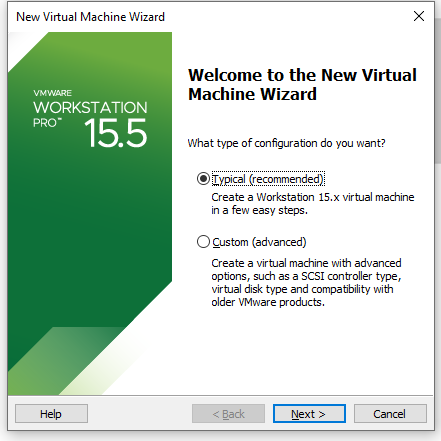 New Virtual Machine Wizard
VMWARE
WORKSTATION
PRO™ 15.5
Welcome to the New Virtual
Machine Wizard
What type of configuration do you want?
Typical (recommended)
Create a Workstation 15.x virtual machine
in a few easy steps.
Custom (advanced)
Create a virtual machine with advanced
options, such as a SCSI controller type,
virtual disk type and compatibility with
older VMware products.
Help
< Back
Next >
Cancel